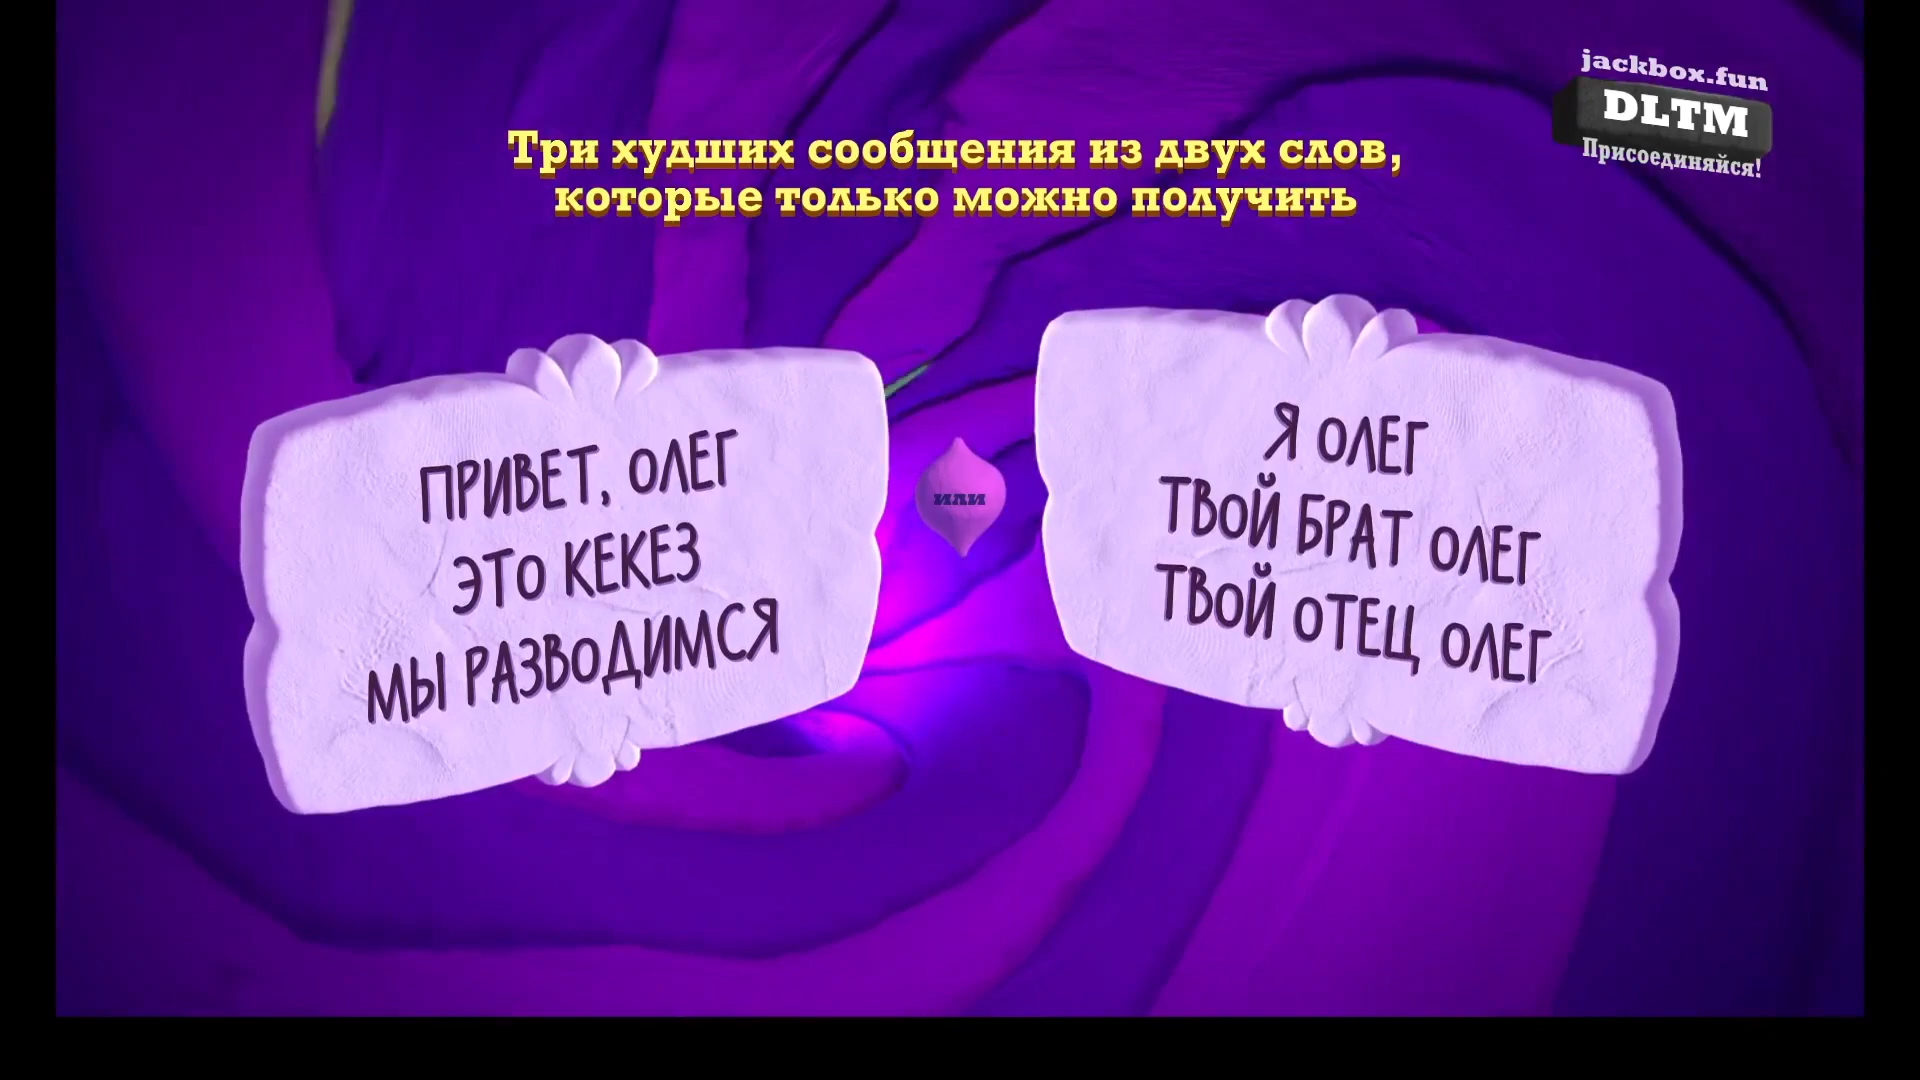 jackbox.fun
DLTM
Присоединяйся!
Три худших сообщения из двух слов,
которые только можно получить
ПРИВЕТ, ОЛЕГ
ЭТО КЕКЕЗ
МЫ РАЗВОДИМСЯ
или
Я ОЛЕГ
ТВОЙ БРАТ ОЛЕГ
ТВОЙ ОТЕЦ ОЛЕГ